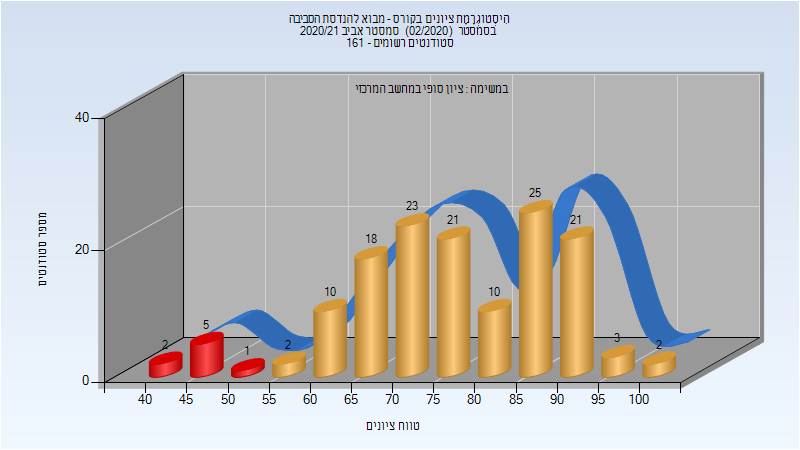 היסטוגרמת ציונים בקורס - מבוא להנדסת הסביבה
בסמסטר (02/2020) סמסטר אביב 2020/21
סטודנטים רשומים - 161
במשימה : ציון סופי במחשב המרכזי
מספר סטודנטים
40
20
0
2
5
1
2
10
18
23
21
10
25
21
3
2
40 45 50 55 60 65 70 75 80 85 90 95 100
טווח ציונים